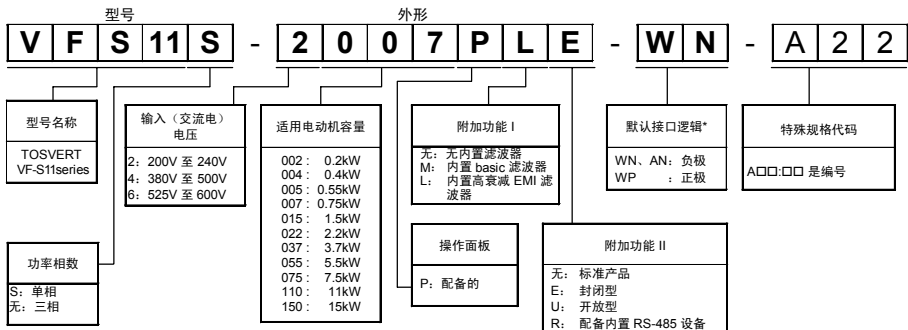 型号
外形
V F S 11 S - 2 0 0 7 P L E - W N - A 2 2
型号名称
TOSVERT
VF-S11series
输入（交流电）
电压
2：200V 至 240V
4：380V 至 500V
6：525V 至 600V
适用电动机容量
002 : 0.2kW
004 : 0.4kW
005 : 0.55kW
007 : 0.75kW
015 : 1.5kW
022 : 2.2kW
037 : 3.7kW
055 : 5.5kW
075 : 7.5kW
110 : 11kW
150 : 15kW
附加功能 I
无：无内置滤波器
M：内置 basic 滤波器
L：内置高衰减 EMI 滤
波器
默认接口逻辑*
WN、AN：负极
WP ：正极
特殊规格代码
A□□:□□ 是编号
功率相数
S：单相
无：三相
操作面板
P：配备的
附加功能 II
无：标准产品
E：封闭型
U：开放型
R：配备内置 RS-485 设备